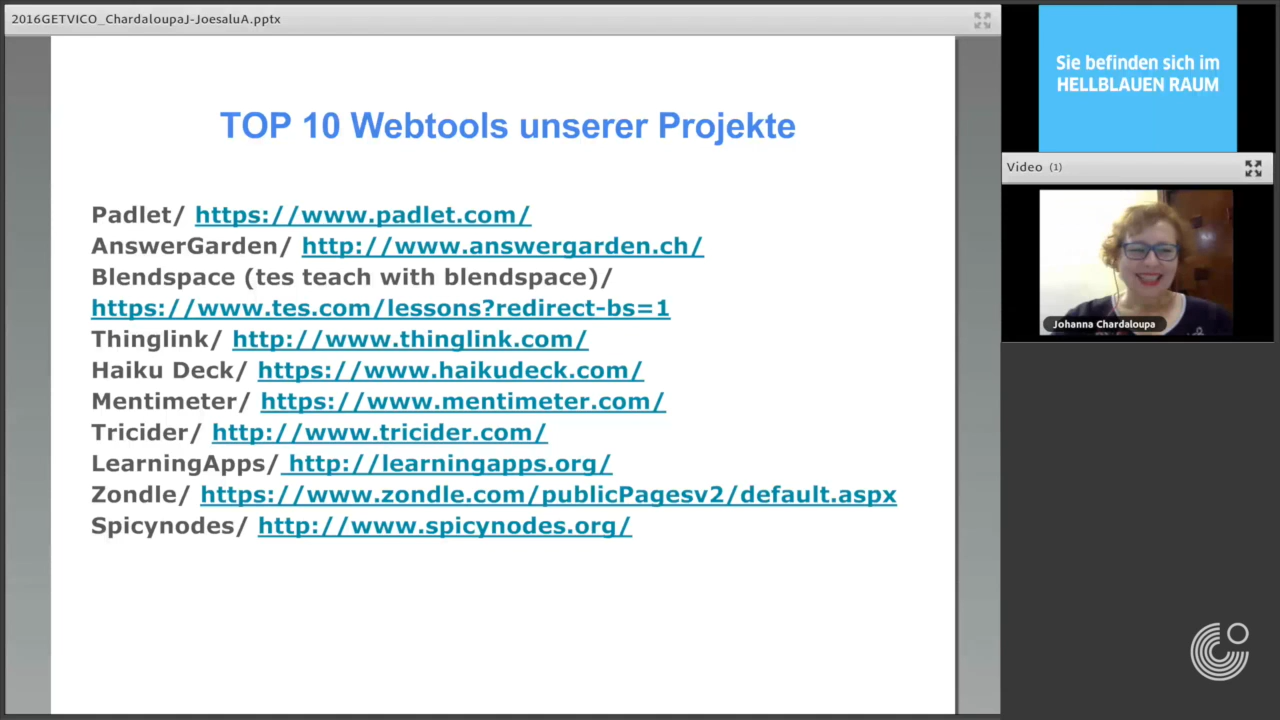 2016GETVICO_ChardaloupaJ-JoesaluA.pptx
TOP 10 Webtools unserer Projekte
Padlet/ https://www.padlet.com/
AnswerGarden/ http://www.answergarden.ch/
Blendspace (tes teach with blendspace)/
https://www.tes.com/lessons?redirect-bs=1
Thinglink/ http://www.thinglink.com/
Haiku Deck/ https://www.haikudeck.com/
Mentimeter/ https://www.mentimeter.com/
Tricider/ http://www.tricider.com/
LearningApps/ http://learningapps.org/
Zondle/ https://www.zondle.com/publicPagesv2/default.aspx
Spicynodes/ http://www.spicynodes.org/
Sie befinden sich im
HELLBLAUEN RAUM
Video (1)
Johanna Chardaloupa